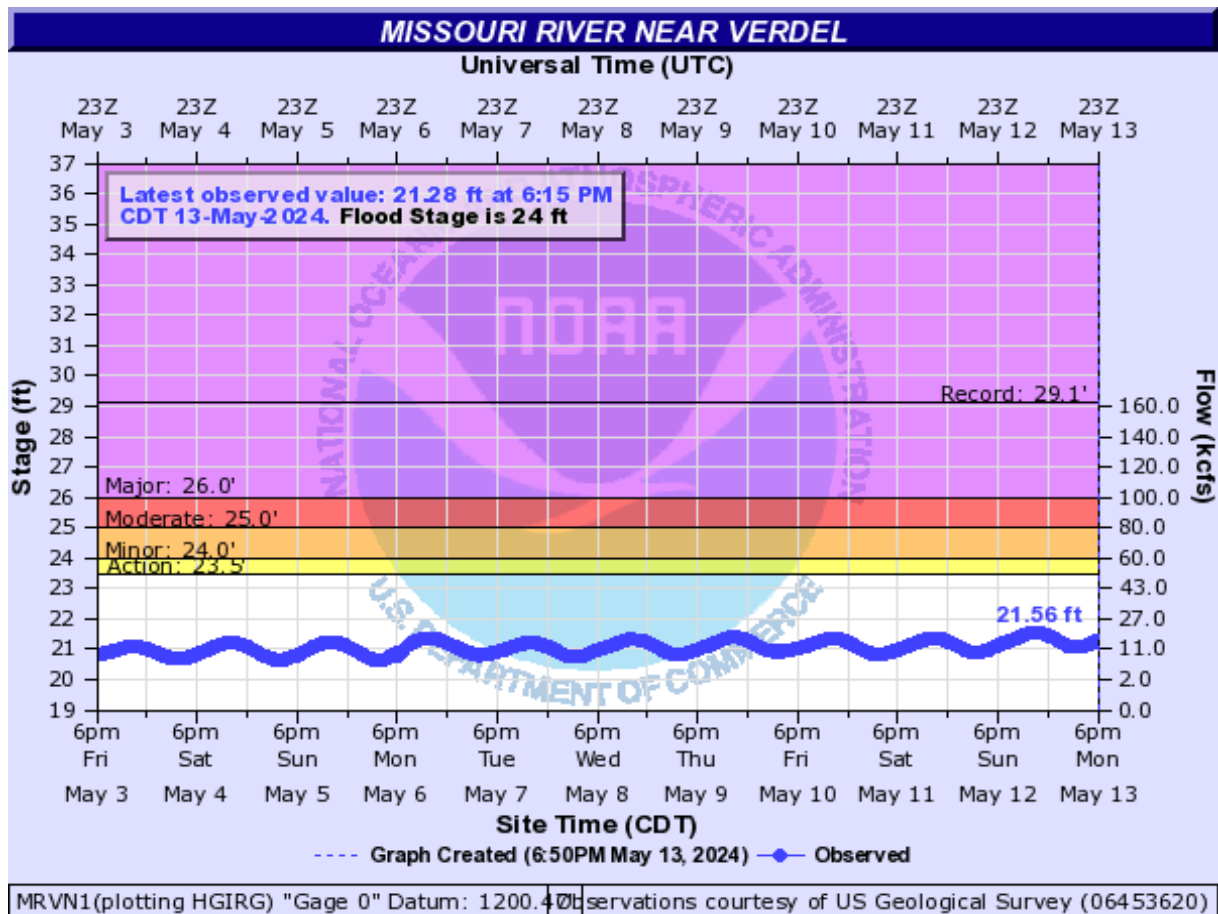 MISSOURI RIVER NEAR VERDEL
Universal Time (UTC)
23Z 23Z 23Z 23Z 23Z 23Z 23Z 23Z 23Z 23Z 23Z
May 3 May 4 May 5 May 6 May 7 May 8 May 9 May 10 May 11 May 12 May 13
Latest observed value: 21.28 ft at 6:15 PM
CDT 13-May-2024. Flood Stage is 24 ft
NATIONAL OCEANIC AND ATMOSPHERIC ADMINISTRATION
NOAA
U.S. DEPARTMENT OF COMMERCE
Stage (ft)
37
36
35
34
33
32
31
30
29
28
27
26
25
24
23
22
21
20
19
Record: 29.1'
Major: 26.0'
Moderate: 25.0'
Minor: 24.0'
Action: 23.5'
21.56 ft
Flow (kcfs)
160.0
140.0
120.0
100.0
80.0
60.0
43.0
27.0
11.0
2.0
0.0
6pm 6pm 6pm 6pm 6pm 6pm 6pm 6pm 6pm 6pm 6pm
Fri Sat Sun Mon Tue Wed Thu Fri Sat Sun Mon
May 3 May 4 May 5 May 6 May 7 May 8 May 9 May 10 May 11 May 12 May 13
Site Time (CDT)
Graph Created (6:50PM May 13, 2024) Observed
MRVN1(plotting HGIRG) "Gage 0" Datum: 1200.47
Observations courtesy of US Geological Survey (06453620)